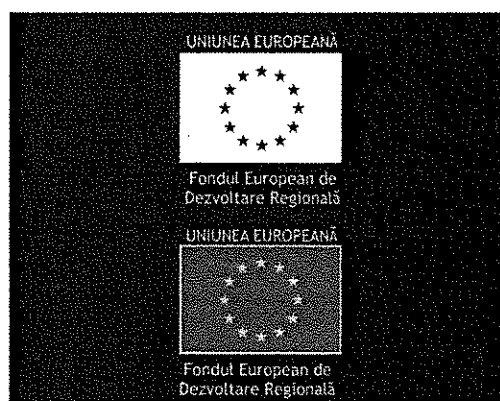 UNIUNEA EUROPEANĂ
Fondul European de
Dezvoltare Regională
UNIUNEA EUROPEANĂ
Fondul European de
Dezvoltare Regională